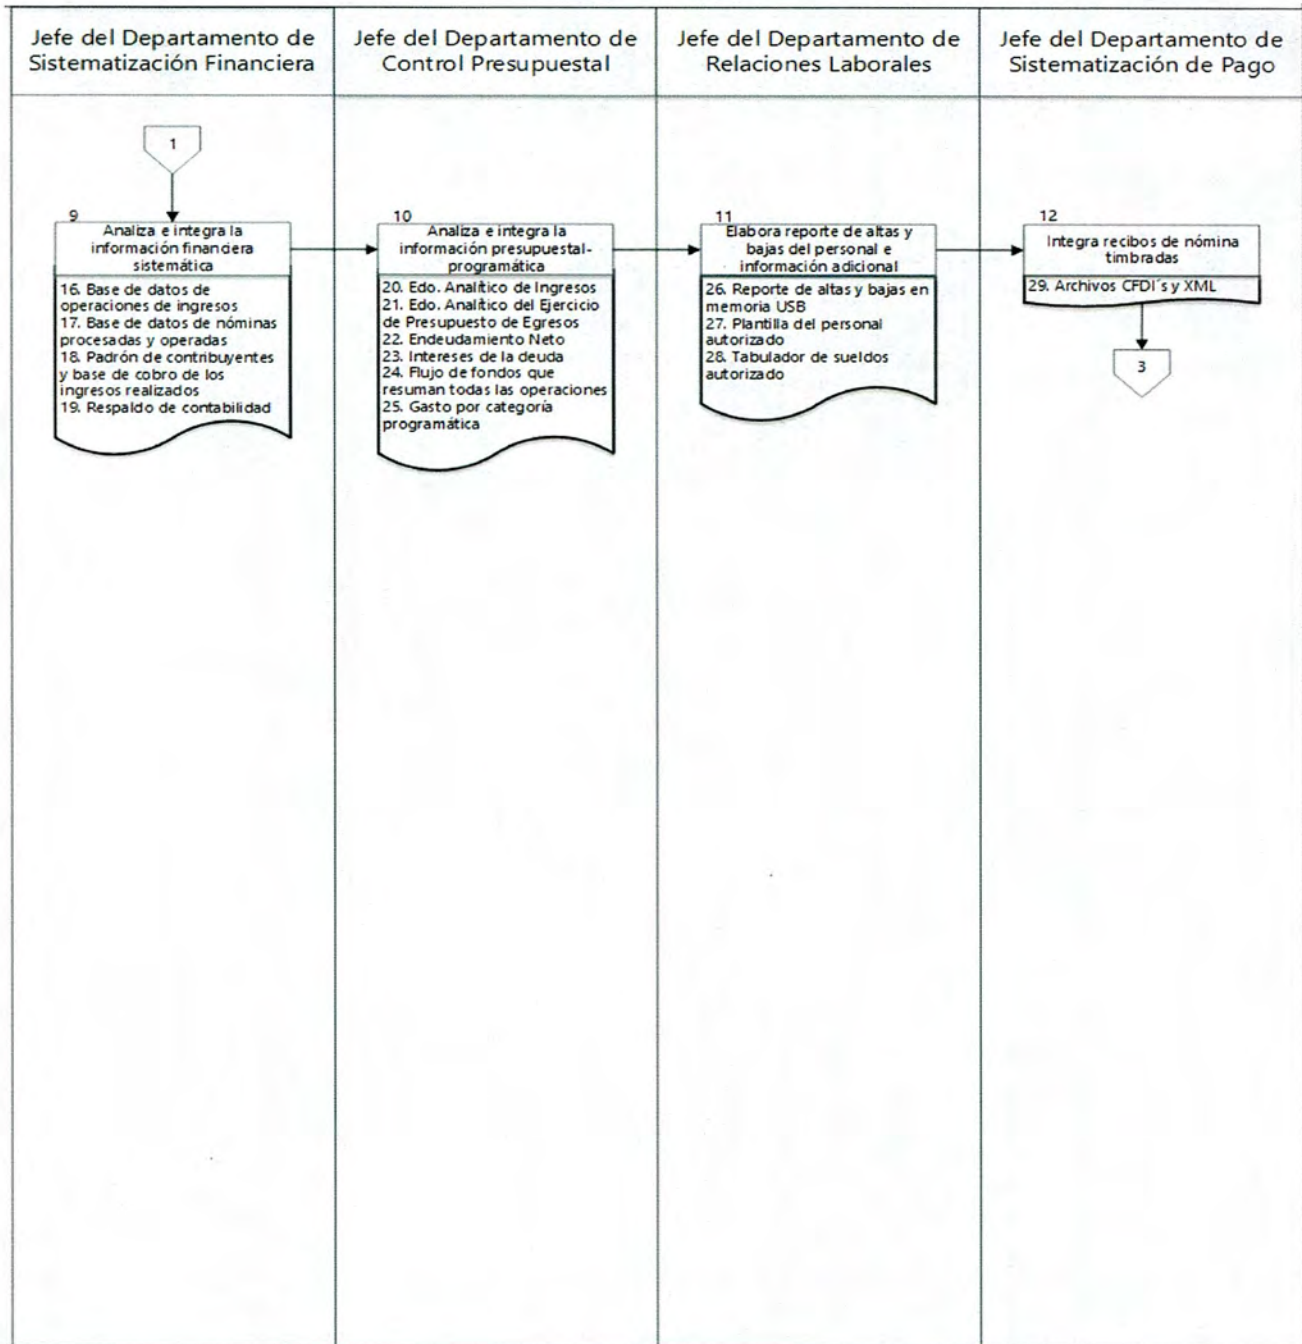 Jefe del Departamento de
Sistematización Financiera
Jefe del Departamento de
Control Presupuestal
Jefe del Departamento de
Relaciones Laborales
Jefe del Departamento de
Sistematización de Pago
1
9
Analiza e integra la
información financiera
sistemática
16. Base de datos de
operaciones de ingresos
17. Base de datos de nóminas
procesadas y operadas
18. Padrón de contribuyentes
y base de cobro de los
ingresos realizados
19. Respaldo de contabilidad
10
Analiza e integra la
información presupuestal-
programática
20. Edo. Analítico de Ingresos
21. Edo. Analítico del Ejercicio
de Presupuesto de Egresos
22. Endeudamiento Neto
23. Intereses de la deuda
24. Flujo de fondos que
resuman todas las operaciones
25. Gasto por categoría
programática
11
Elabora reporte de altas y
bajas del personal e
información adicional
26. Reporte de altas y bajas en
memoria USB
27. Plantilla del personal
autorizado
28. Tabulador de sueldos
autorizado
12
Integra recibos de nómina
timbradas
29. Archivos CFDI´s y XML
3